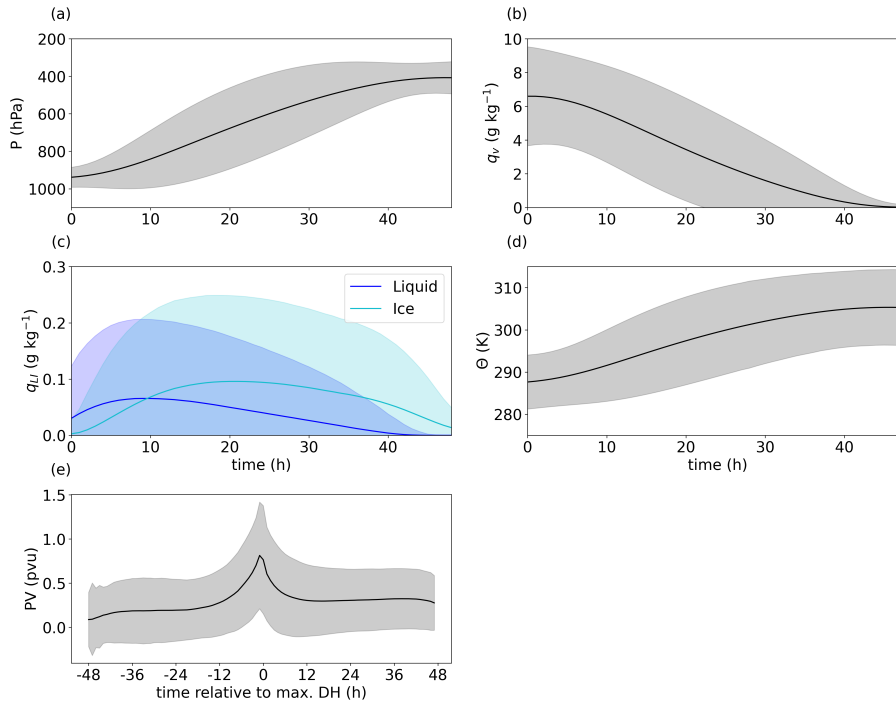 (a)
(b)
200
400
600
800
1000
P (hPa)
0 10 20 30 40
10
8
6
4
2
0
q_v (g kg⁻¹)
0 10 20 30 40
(c)
(d)
0.3
0.2
0.1
0.0
q_LI (g kg⁻¹)
Liquid
Ice
0 10 20 30 40
time (h)
310
300
290
280
Θ (K)
0 10 20 30 40
time (h)
(e)
1.5
1.0
0.5
0.0
PV (pvu)
-48 -36 -24 -12 0 12 24 36 48
time relative to max. DH (h)